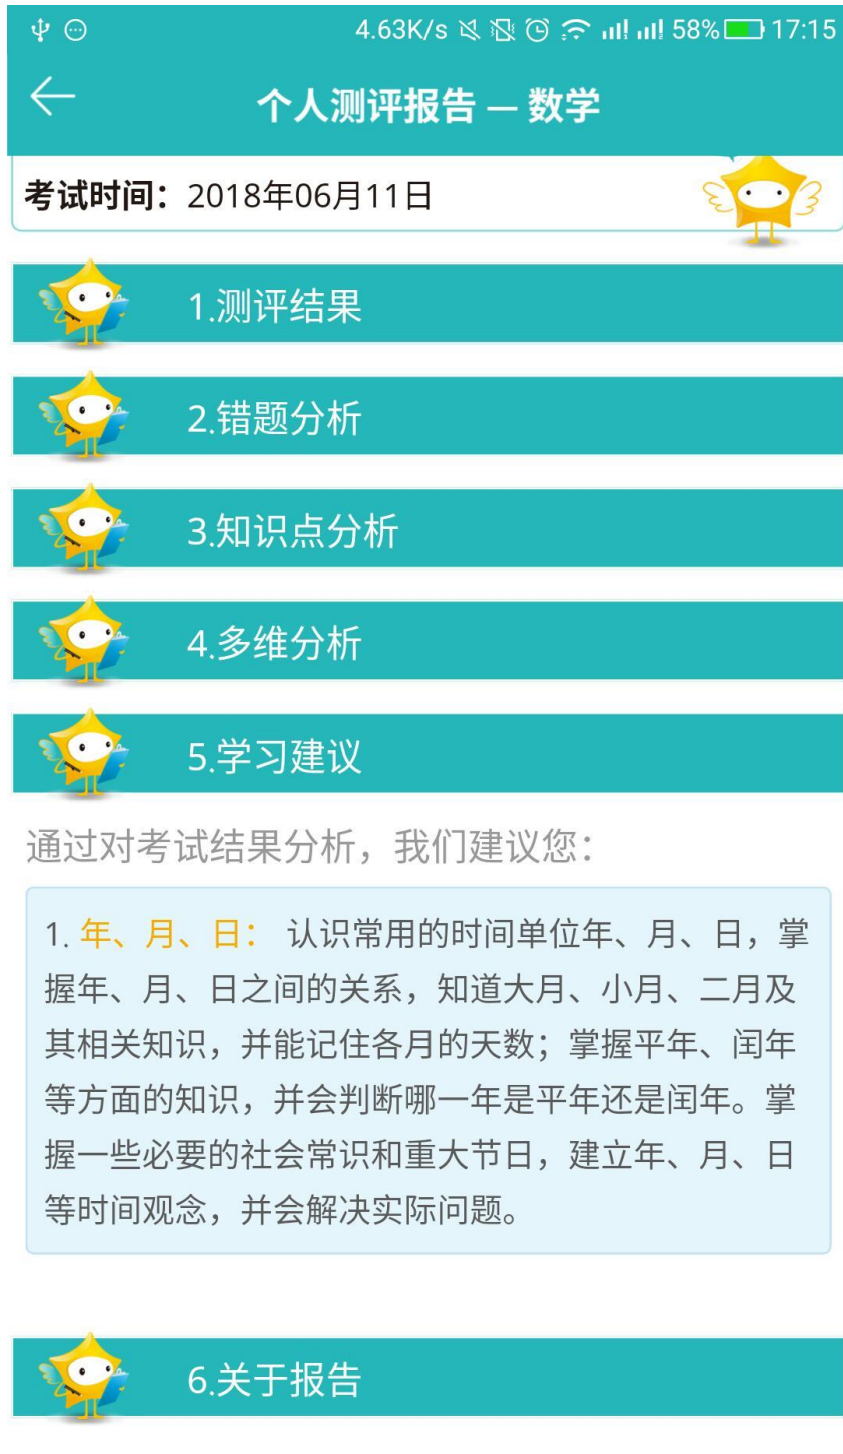 4.63K/s 58% 17:15
个人测评报告 — 数学
考试时间：2018年06月11日
1.测评结果
2.错题分析
3.知识点分析
4.多维分析
5.学习建议
通过对考试结果分析，我们建议您：
1. 年、月、日： 认识常用的时间单位年、月、日，掌
握年、月、日之间的关系，知道大月、小月、二月及
其相关知识，并能记住各月的天数；掌握平年、闰年
等方面的知识，并会判断哪一年是平年还是闰年。掌
握一些必要的社会常识和重大节日，建立年、月、日
等时间观念，并会解决实际问题。
6.关于报告